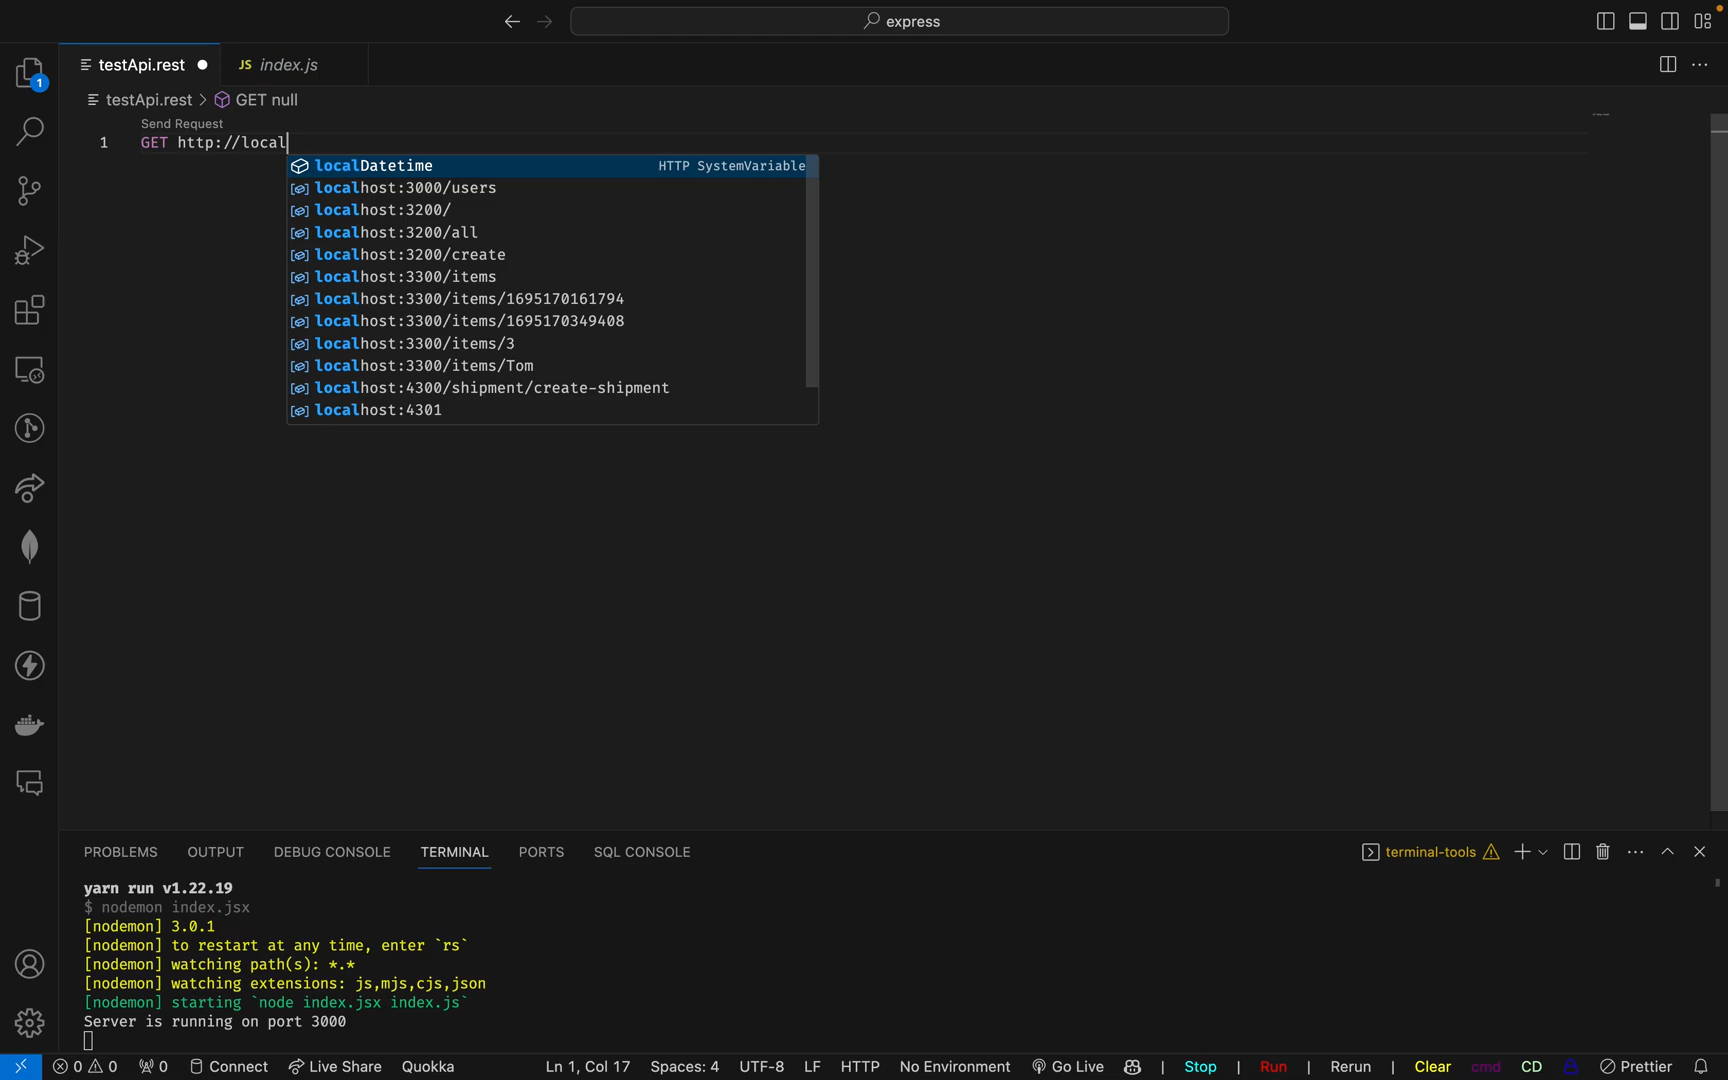 express
testApi.rest
JS index.js
1
testApi.rest > GET null
Send Request
1 GET http://local
localDatetime HTTP SystemVariable
localhost:3000/users
localhost:3200/
localhost:3200/all
localhost:3200/create
localhost:3300/items
localhost:3300/items/1695170161794
localhost:3300/items/1695170349408
localhost:3300/items/3
localhost:3300/items/Tom
localhost:4300/shipment/create-shipment
localhost:4301
PROBLEMS OUTPUT DEBUG CONSOLE TERMINAL PORTS SQL CONSOLE terminal-tools
yarn run v1.22.19
$ nodemon index.jsx
[nodemon] 3.0.1
[nodemon] to restart at any time, enter `rs`
[nodemon] watching path(s): *.*
[nodemon] watching extensions: js,mjs,cjs,json
[nodemon] starting `node index.jsx index.js`
Server is running on port 3000
0 0 0 Connect Live Share Quokka Ln 1, Col 17 Spaces: 4 UTF-8 LF HTTP No Environment Go Live | Stop | Run | Rerun | Clear cmd CD Prettier